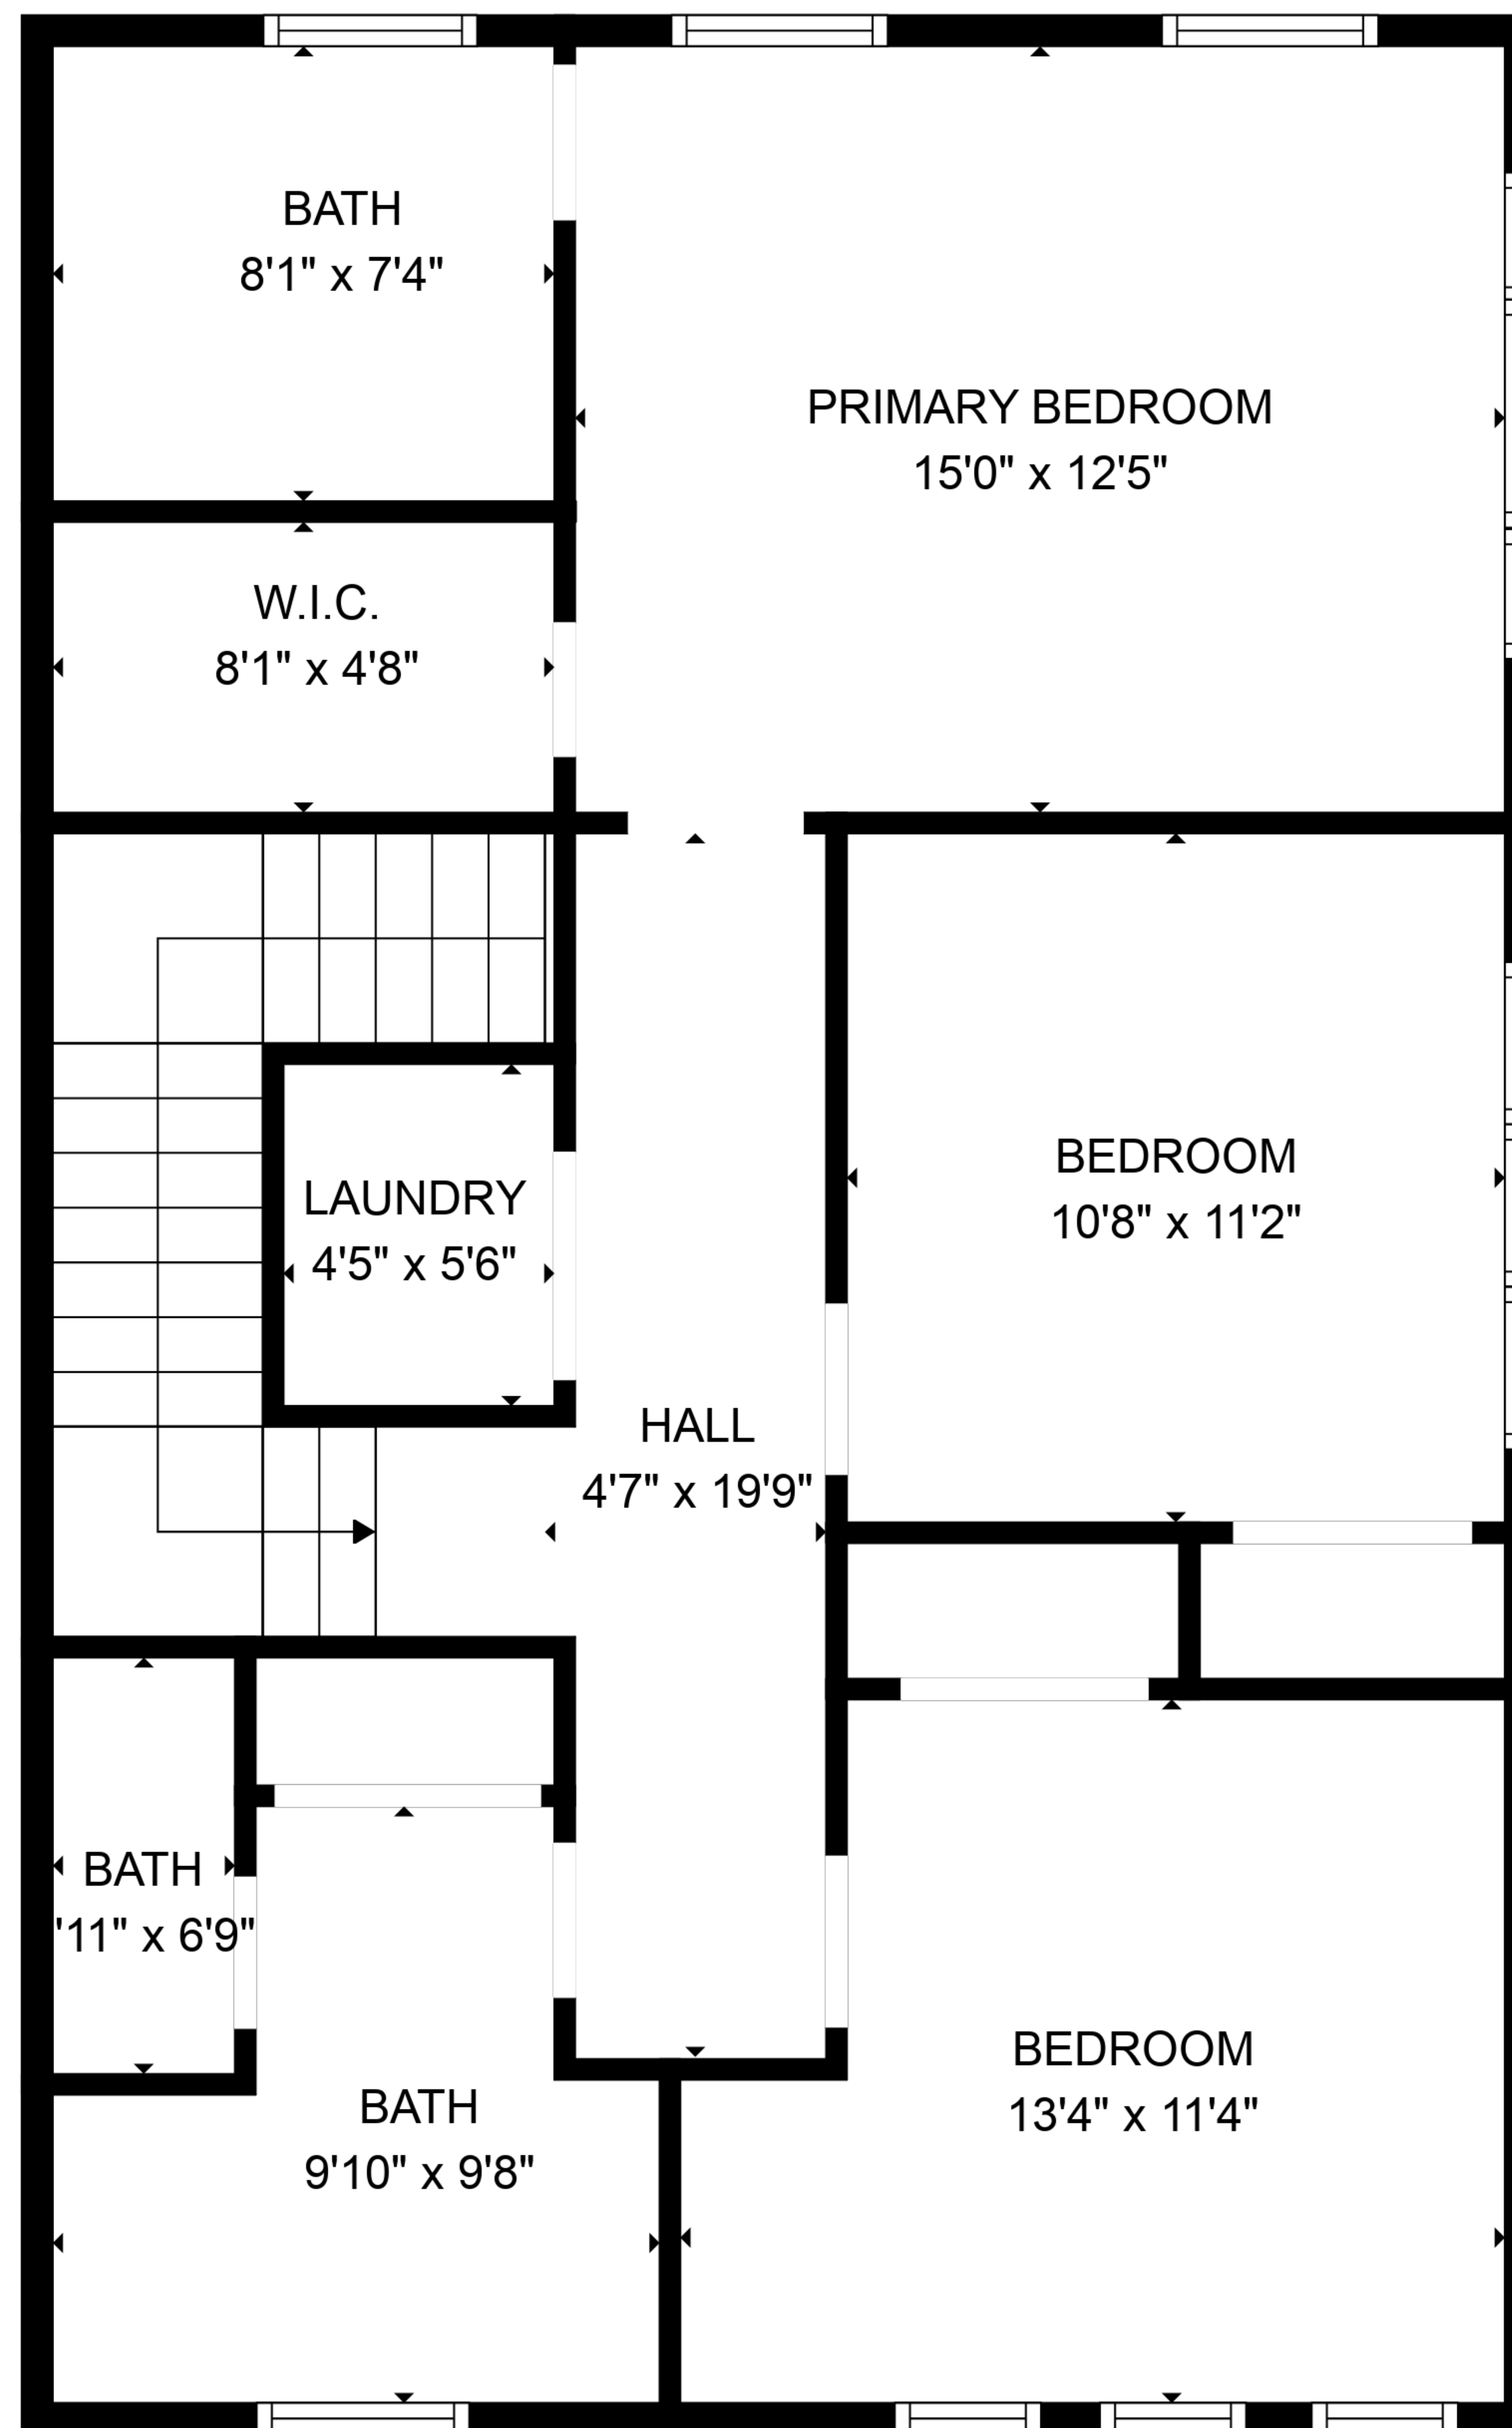 BATH
8'1" x 7'4"
PRIMARY BEDROOM
15'0" x 12'5"
W.I.C.
8'1" x 4'8"
BEDROOM
10'8" x 11'2"
LAUNDRY
4'5" x 5'6"
HALL
4'7" x 19'9"
BATH
'11" x 6'9"
BEDROOM
13'4" x 11'4"
BATH
9'10" x 9'8"